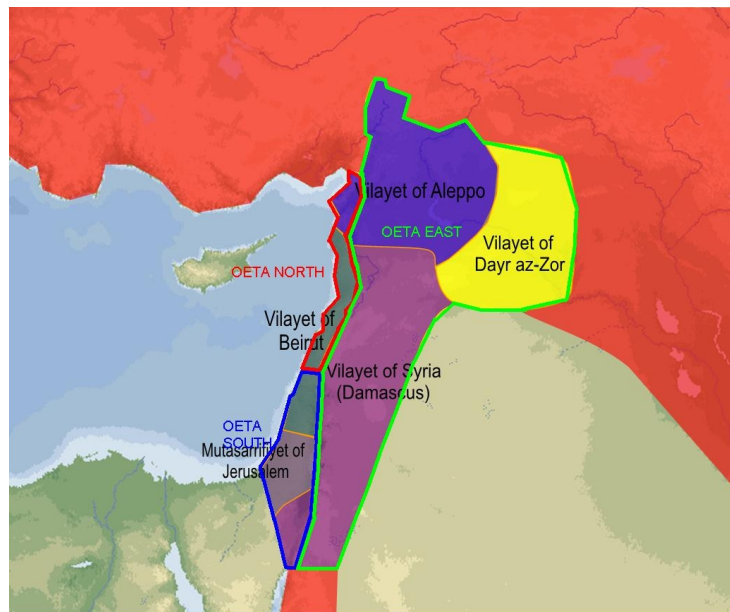 Vilayet of Aleppo
OETA EAST
Vilayet of
Dayr az-Zor
OETA NORTH
Vilayet of
Beirut
Vilayet of Syria
(Damascus)
OETA
SOUTH
Mutasarrifiyet of
Jerusalem